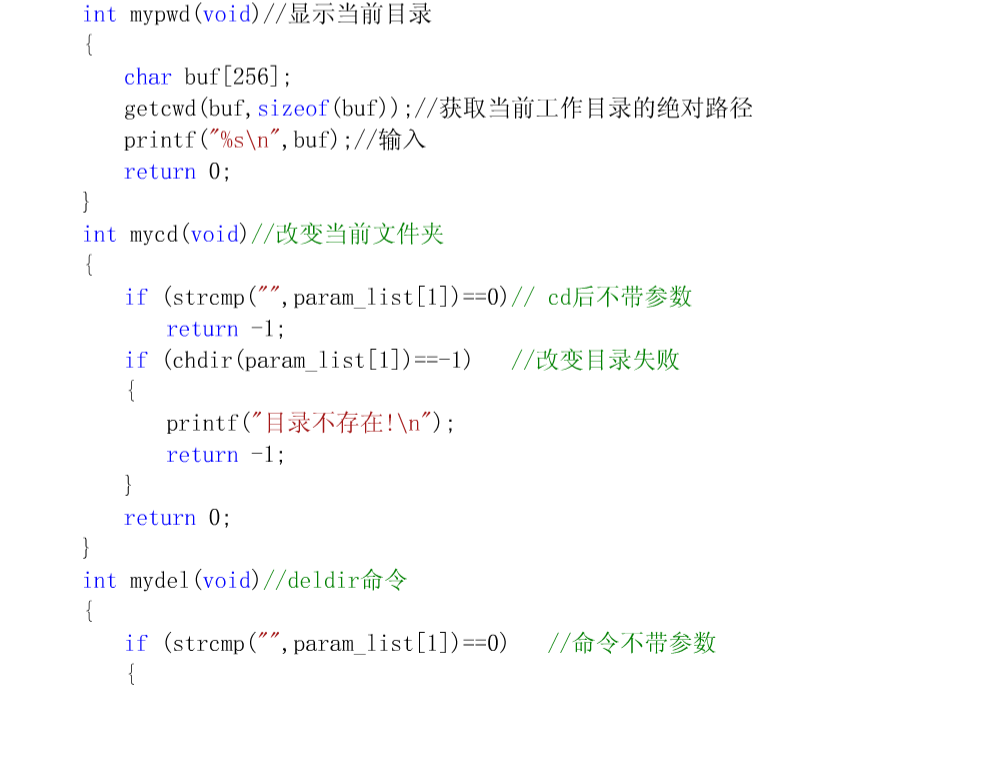 int mypwd(void)//显示当前目录
{
char buf[256];
getcwd(buf,sizeof(buf));//获取当前工作目录的绝对路径
printf("%s\n",buf);//输入
return 0;
}
int mycd(void)//改变当前文件夹
{
if (strcmp("",param_list[1])==0)// cd后不带参数
return -1;
if (chdir(param_list[1])==-1)   //改变目录失败
{
printf("目录不存在!\n");
return -1;
}
return 0;
}
int mydel(void)//deldir命令
{
if (strcmp("",param_list[1])==0)   //命令不带参数
{